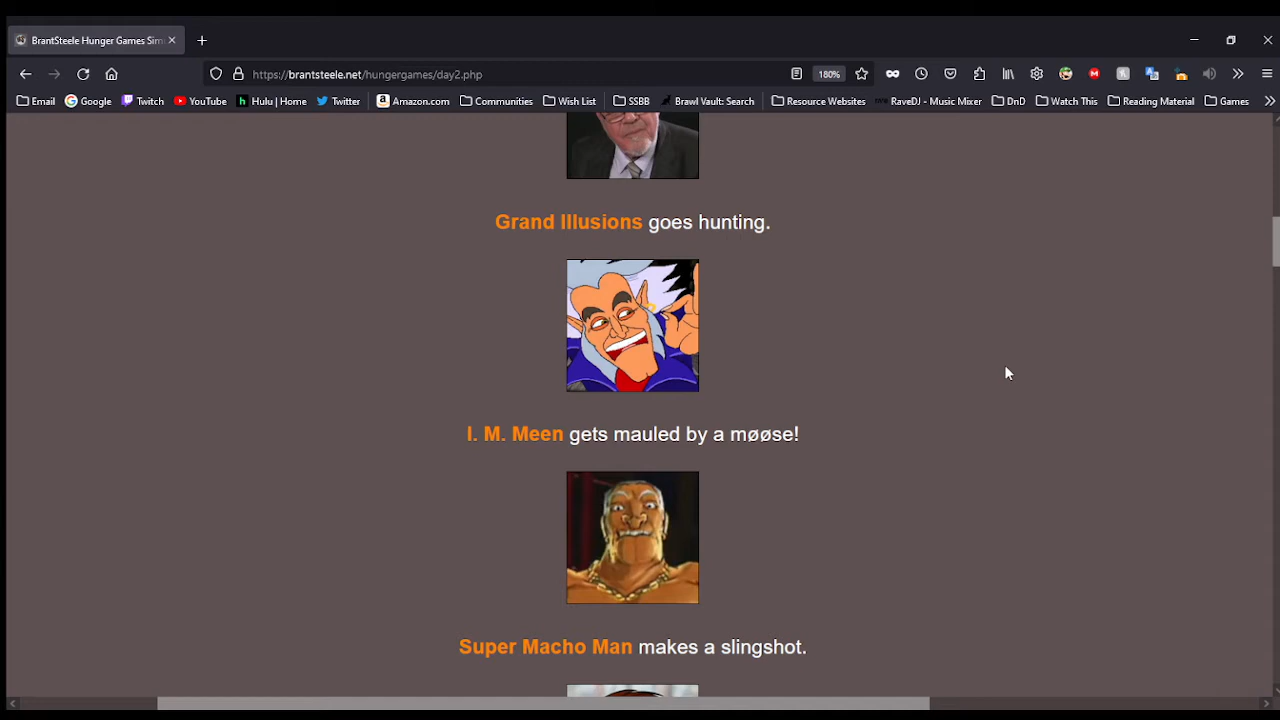 BrantSteele Hunger Games Sim
https://brantsteele.net/hungergames/day2.php
180%
Email
Google
Twitch
YouTube
Hulu | Home
Twitter
Amazon.com
Communities
Wish List
SSBB
Brawl Vault: Search
Resource Websites
RaveDJ - Music Mixer
DnD
Watch This
Reading Material
Games
Grand Illusions goes hunting.
I. M. Meen gets mauled by a møøse!
Super Macho Man makes a slingshot.